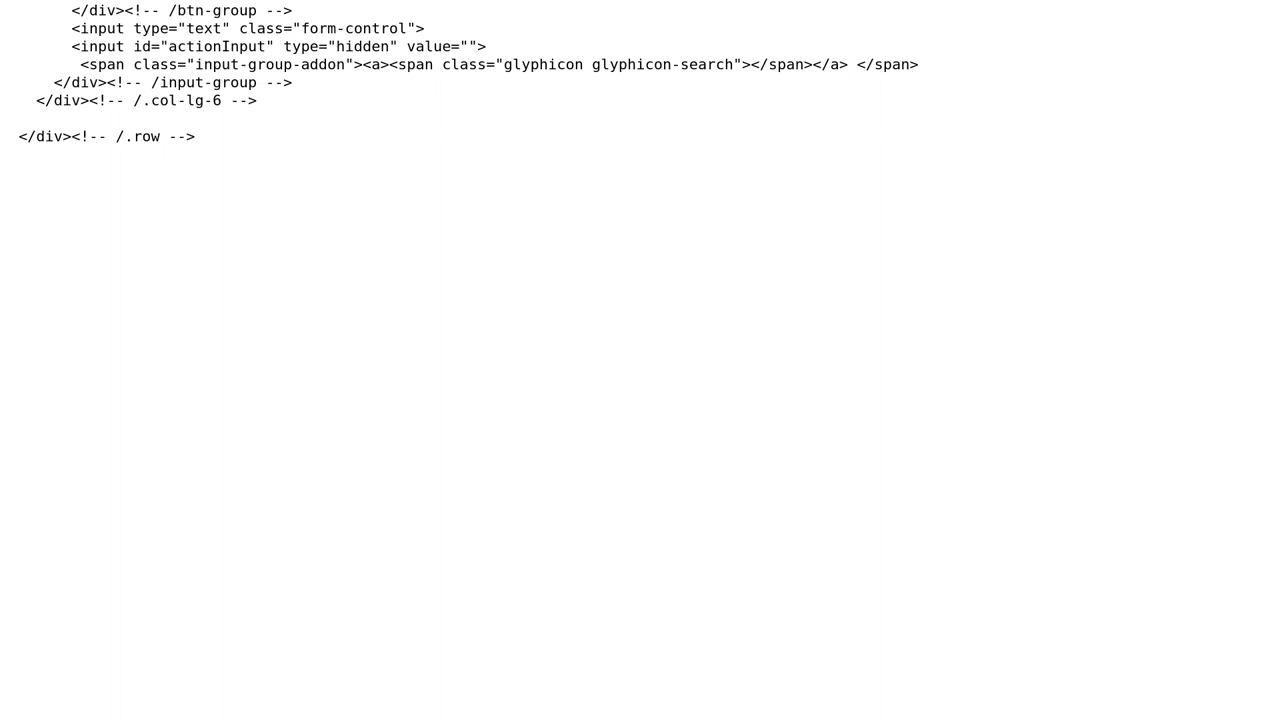 </div><!-- /btn-group -->
<input type="text" class="form-control">
<input id="actionInput" type="hidden" value="">
<span class="input-group-addon"><a><span class="glyphicon glyphicon-search"></span></a> </span>
</div><!-- /input-group -->
</div><!-- /.col-lg-6 -->
</div><!-- /.row -->